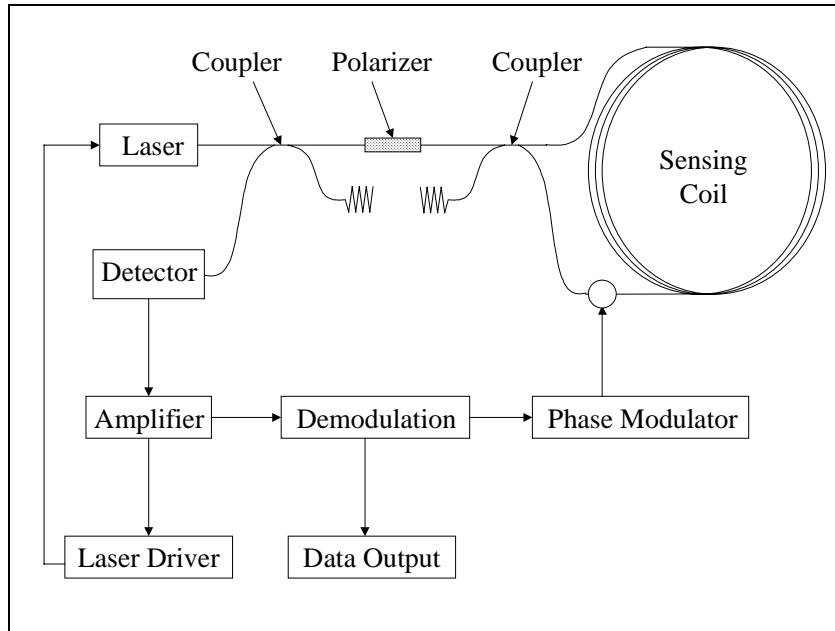 Coupler
Polarizer
Coupler
Laser
Sensing
Coil
Detector
Amplifier
Demodulation
Phase Modulator
Laser Driver
Data Output